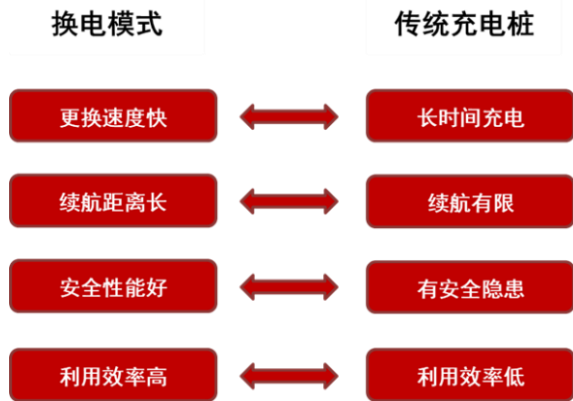 换电模式 传统充电桩
更换速度快 长时间充电
续航距离长 续航有限
安全性能好 有安全隐患
利用效率高 利用效率低